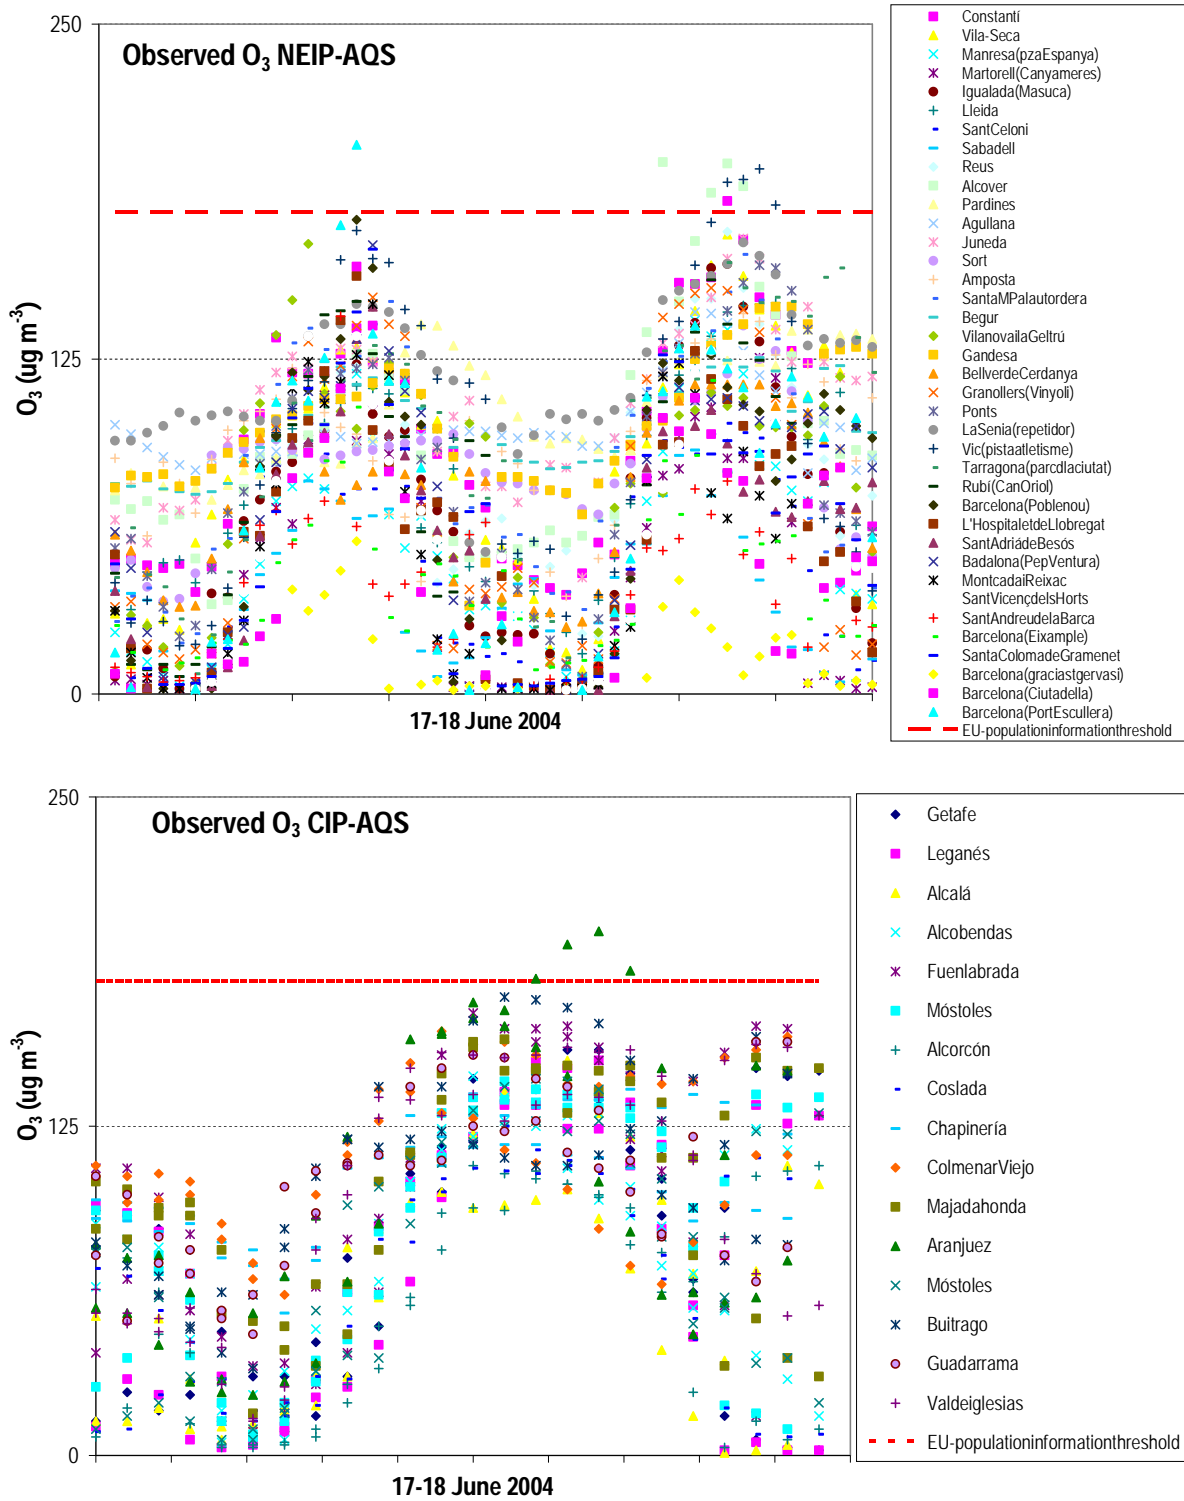 250
Observed O3 NEIP-AQS
125
O3 (ug m-3)
0
17-18 June 2004
Constantí
Vila-Seca
Manresa(pzaEspanya)
Martorell(Canyameres)
Igualada(Masuca)
Lleida
SantCeloni
Sabadell
Reus
Alcover
Pardines
Agullana
Juneda
Sort
Amposta
SantaMPalautordera
Begur
VilanovailaGeltrú
Gandesa
BellverdeCerdanya
Granollers(Vinyoli)
Ponts
LaSenia(repetidor)
Vic(pistaatletisme)
Tarragona(parcdlaciutat)
Rubí(CanOriol)
Barcelona(Poblenou)
L'HospitaletdeLlobregat
SantAdriádeBesós
Badalona(PepVentura)
MontcadaiReixac
SantVicençdelsHorts
SantAndreudelaBarca
Barcelona(Eixample)
SantaColomadeGramenet
Barcelona(graciastgervasi)
Barcelona(Ciutadella)
Barcelona(PortEscullera)
EU-populationinformationthreshold
250
Observed O3 CIP-AQS
125
O3 (ug m-3)
0
17-18 June 2004
Getafe
Leganés
Alcalá
Alcobendas
Fuenlabrada
Móstoles
Alcorcón
Coslada
Chapinería
ColmenarViejo
Majadahonda
Aranjuez
Móstoles
Buitrago
Guadarrama
Valdeiglesias
EU-populationinformationthreshold